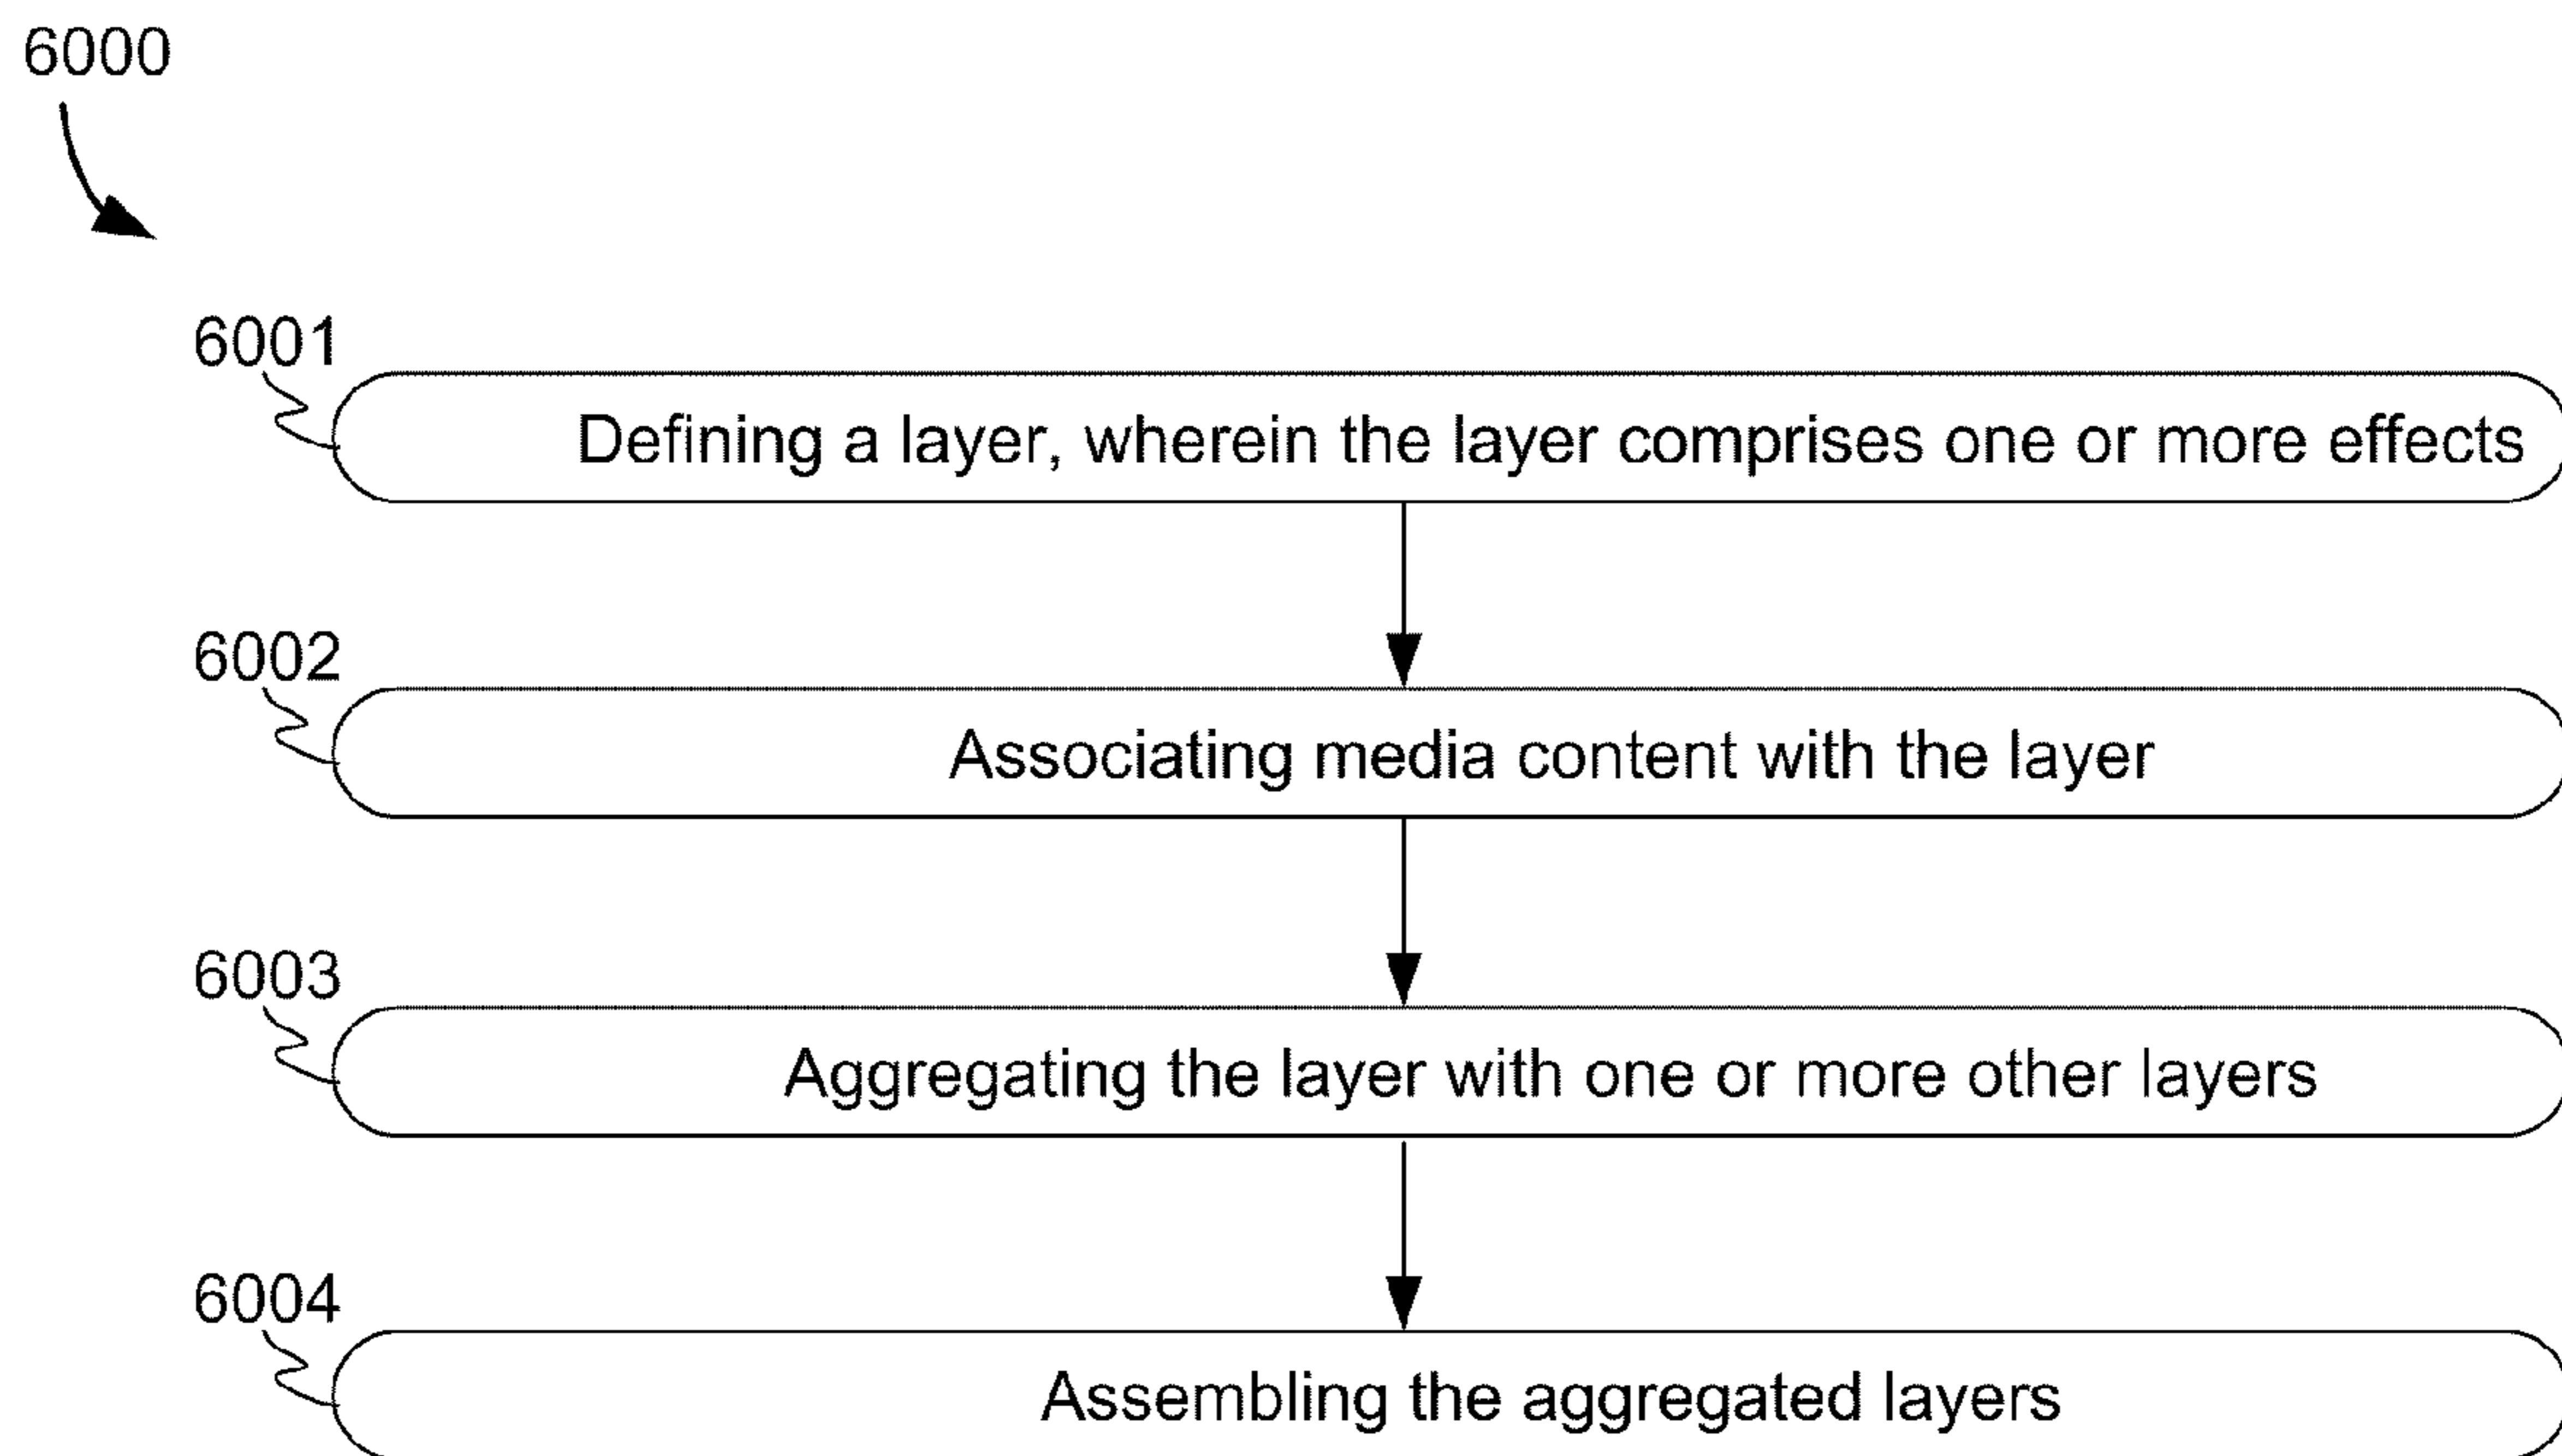 6000
6001
Defining a layer, wherein the layer comprises one or more effects
6002
Associating media content with the layer
6003
Aggregating the layer with one or more other layers
6004
Assembling the aggregated layers